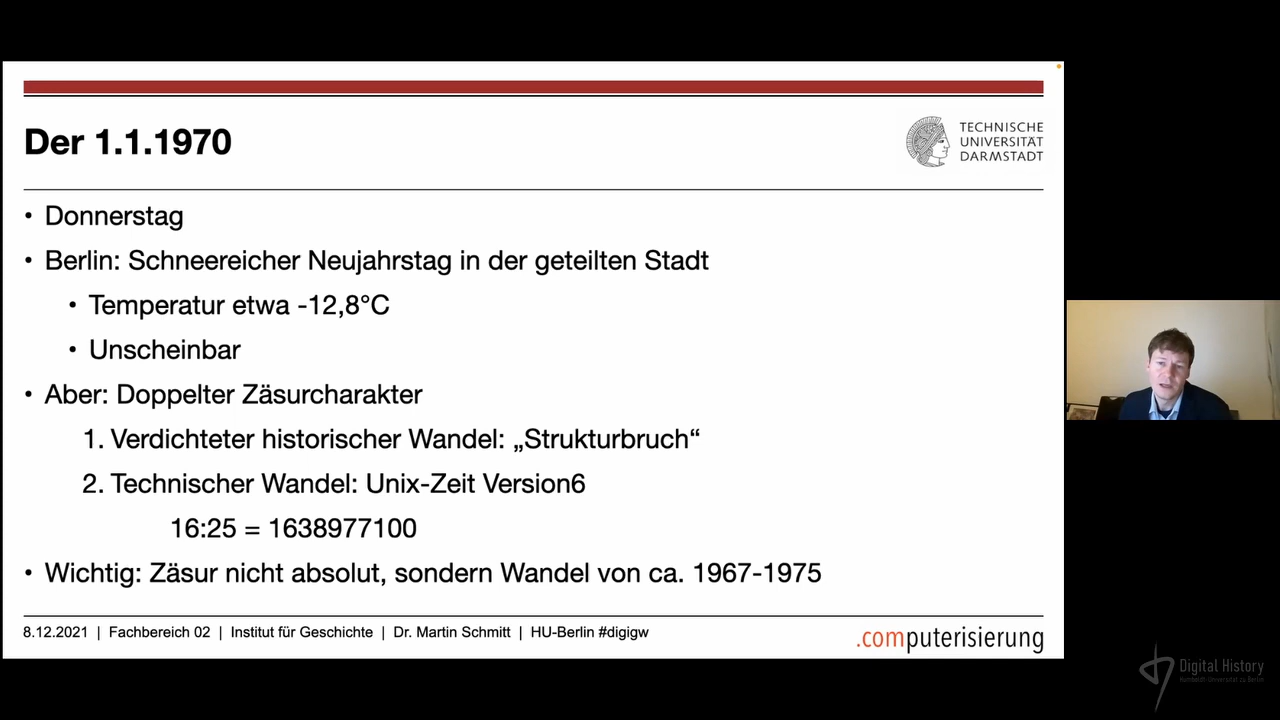 Der 1.1.1970
TECHNISCHE
UNIVERSITÄT
DARMSTADT
• Donnerstag
• Berlin: Schneereicher Neujahrstag in der geteilten Stadt
• Temperatur etwa -12,8°C
• Unscheinbar
• Aber: Doppelter Zäsurcharakter
1. Verdichteter historischer Wandel: „Strukturbruch“
2. Technischer Wandel: Unix-Zeit Version6
16:25 = 1638977100
• Wichtig: Zäsur nicht absolut, sondern Wandel von ca. 1967-1975
8.12.2021 | Fachbereich 02 | Institut für Geschichte | Dr. Martin Schmitt | HU-Berlin #digigw
.computerisierung
Digital History
Humboldt-Universität zu Berlin